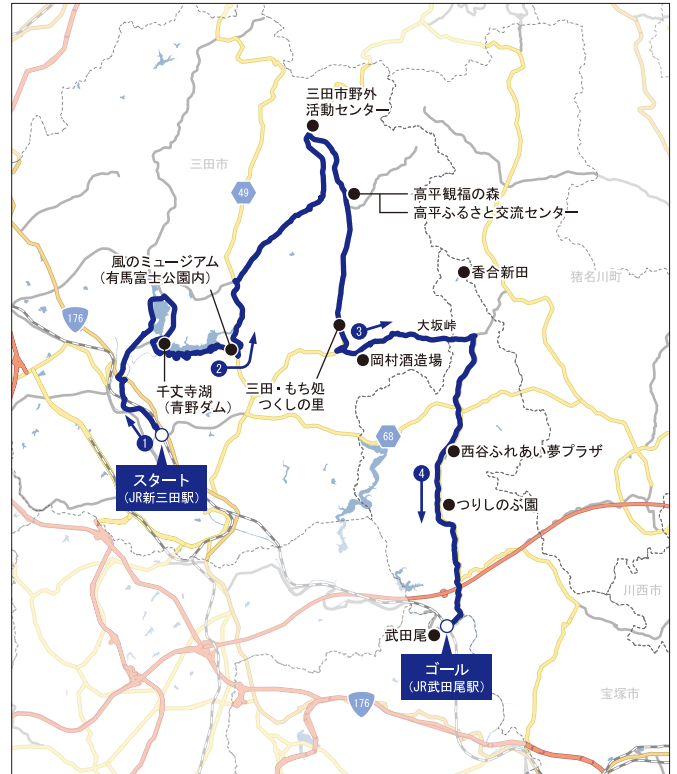 三田市野外
活動センター
三田市
49
高平観福の森
高平ふるさと交流センター
風のミュージアム
（有馬富士公園内）
香合新田
猪名川町
176
大坂峠
3
2
岡村酒造場
千丈寺湖
（青野ダム）
三田・もち処
つくしの里
1
68
西谷ふれあい夢プラザ
スタート
（JR新三田駅）
4
つりしのぶ園
川西市
武田尾
ゴール
（JR武田尾駅）
宝塚市
176